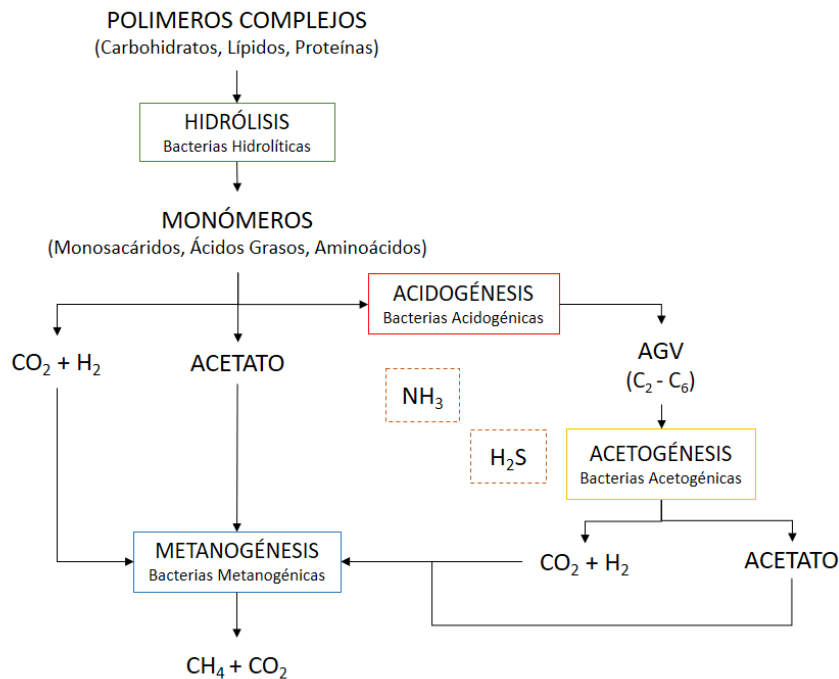 POLIMEROS COMPLEJOS
(Carbohidratos, Lípidos, Proteínas)
HIDRÓLISIS
Bacterias Hidrolíticas
MONÓMEROS
(Monosacáridos, Ácidos Grasos, Aminoácidos)
ACIDOGÉNESIS
Bacterias Acidogénicas
CO₂ + H₂
ACETATO
AGV
(C₂ - C₆)
NH₃
H₂S
ACETOGÉNESIS
Bacterias Acetogénicas
METANOGÉNESIS
Bacterias Metanogénicas
CO₂ + H₂
ACETATO
CH₄ + CO₂